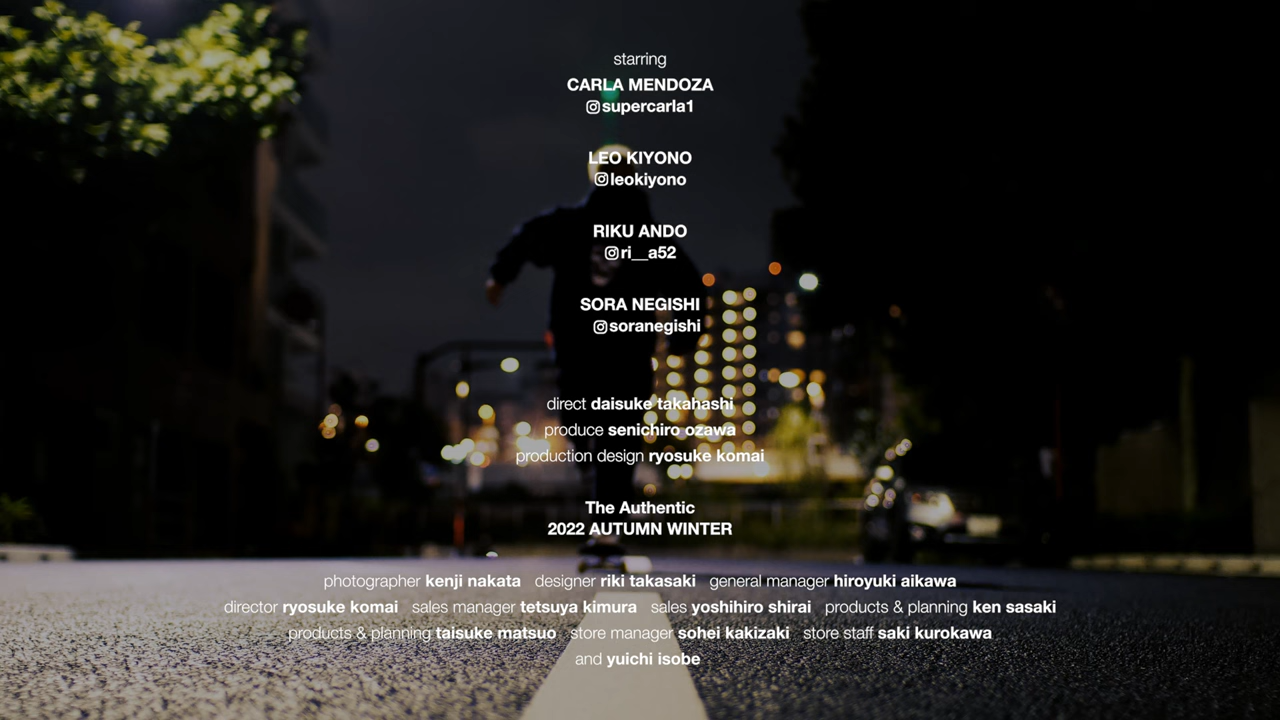 starring
CARLA MENDOZA
supercarla1
LEO KIYONO
leokiyono
RIKU ANDO
ri__a52
SORA NEGISHI
soranegishi
direct daisuke takahashi
produce senichiro ozawa
production design ryosuke komai
The Authentic
2022 AUTUMN WINTER
photographer kenji nakata designer riki takasaki general manager hiroyuki aikawa
director ryosuke komai sales manager tetsuya kimura sales yoshihiro shirai products & planning ken sasaki
products & planning taisuke matsuo store manager sohei kakizaki store staff saki kurokawa
and yuichi isobe